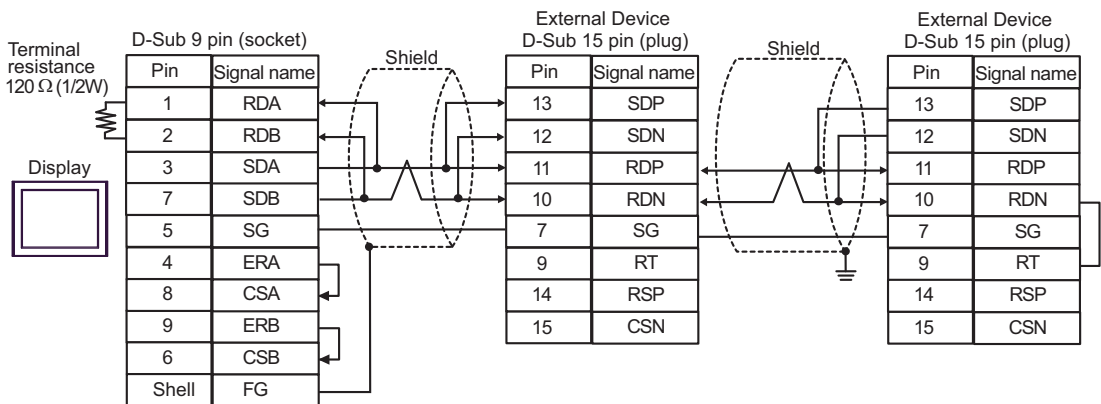 Terminal
resistance
120 Ω (1/2W)
Display
D-Sub 9 pin (socket)
Pin Signal name
1 RDA
2 RDB
3 SDA
7 SDB
5 SG
4 ERA
8 CSA
9 ERB
6 CSB
Shell FG
Shield
External Device
D-Sub 15 pin (plug)
Pin Signal name
13 SDP
12 SDN
11 RDP
10 RDN
7 SG
9 RT
14 RSP
15 CSN
Shield
External Device
D-Sub 15 pin (plug)
Pin Signal name
13 SDP
12 SDN
11 RDP
10 RDN
7 SG
9 RT
14 RSP
15 CSN